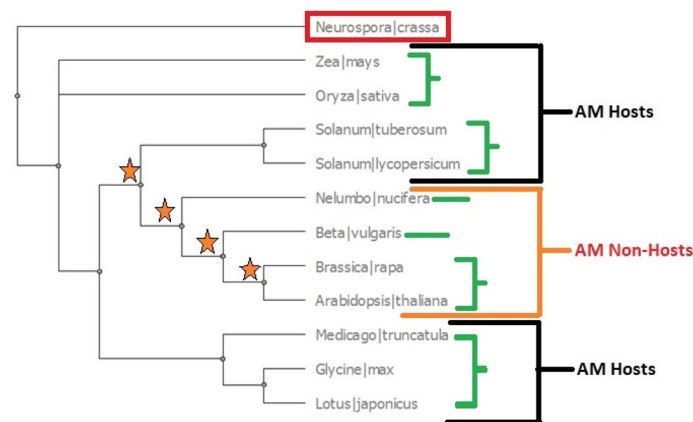 Neurospora|crassa
Zea|mays
Oryza|sativa
AM Hosts
Solanum|tuberosum
Solanum|lycopersicum
Nelumbo|nucifera
Beta|vulgaris
AM Non-Hosts
Brassica|rapa
Arabidopsis|thaliana
Medicago|truncatula
Glycine|max
AM Hosts
Lotus|japonicus